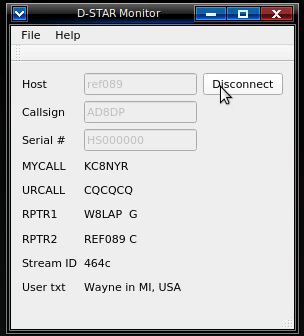 D-STAR Monitor
File Help
Host ref089 Disconnect
Callsign AD8DP
Serial # HS000000
MYCALL KC8NYR
URCALL CQCQCQ
RPTR1 W8LAP  G
RPTR2 REF089 C
Stream ID 464c
User txt Wayne in MI, USA